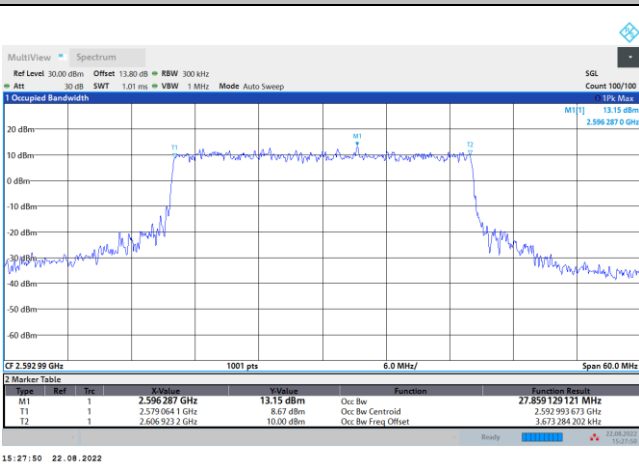 MultiView Spectrum
Ref Level 30.00 dBm Offset 13.80 dB RBW 300 kHz SGL
Att 30 dB SWT 1.01 ms VBW 1 MHz Mode Auto Sweep Count 100/100
1 Occupied Bandwidth 1Pk Max
M1[1] 13.15 dBm
2.596 287 0 GHz
20 dBm
M1
T1
T2
10 dBm
0 dBm
-10 dBm
-20 dBm
-30 dBm
-40 dBm
-50 dBm
-60 dBm
CF 2.592 99 GHz 1001 pts 6.0 MHz/ Span 60.0 MHz
2 Marker Table
Type Ref Trc X-Value Y-Value Function Function Result
M1 1 2.596 287 GHz 13.15 dBm Occ Bw 27.859 129 121 MHz
T1 1 2.579 064 1 GHz 8.67 dBm Occ Bw Centroid 2.592 993 673 GHz
T2 1 2.606 923 2 GHz 10.00 dBm Occ Bw Freq Offset 3.673 284 202 kHz
Ready 22.08.2022
15:27:50
15:27:50 22.08.2022